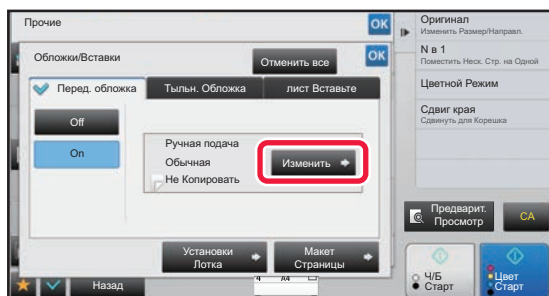 Прочие
OK
Обложки/Вставки
Отменить все
OK
Перед. обложка
Тыльн. Обложка
лист Вставьте
Off
On
Ручная подача
Обычная
Не Копировать
Изменить
Установки
Лотка
Макет
Страницы
Назад
4 A4
Оригинал
Изменить Размер/Направл.
N в 1
Поместить Неск. Стр. на Одной
Цветной Режим
Сдвиг края
Сдвинуть для Корешка
Предварит.
Просмотр
CA
Ч/Б
Старт
Цвет
Старт